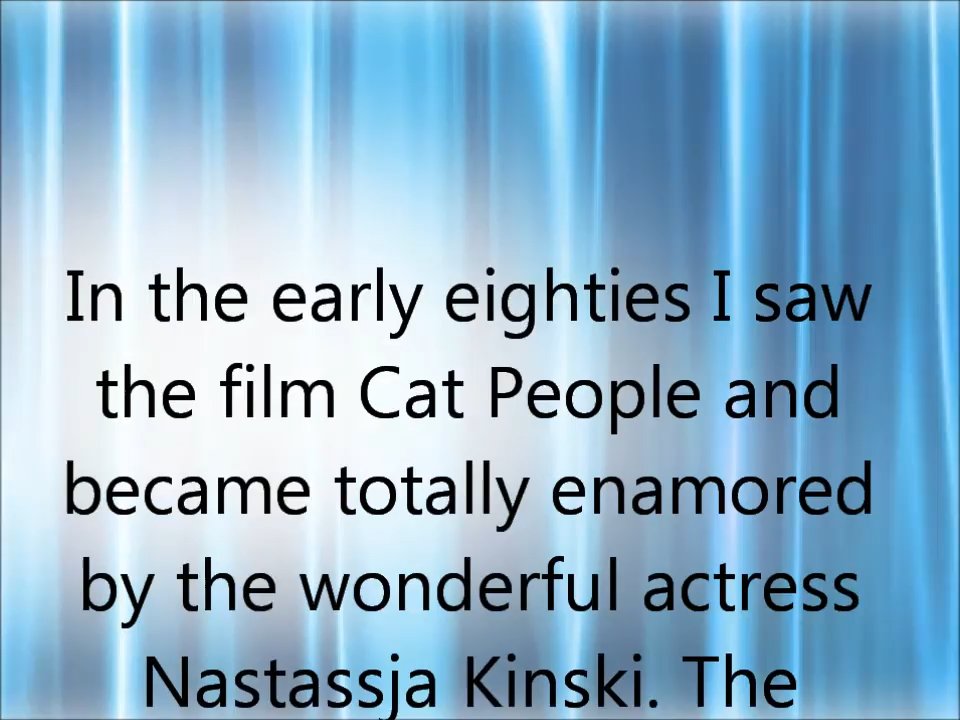 In the early eighties I saw
the film Cat People and
became totally enamored
by the wonderful actress
Nastassja Kinski. The